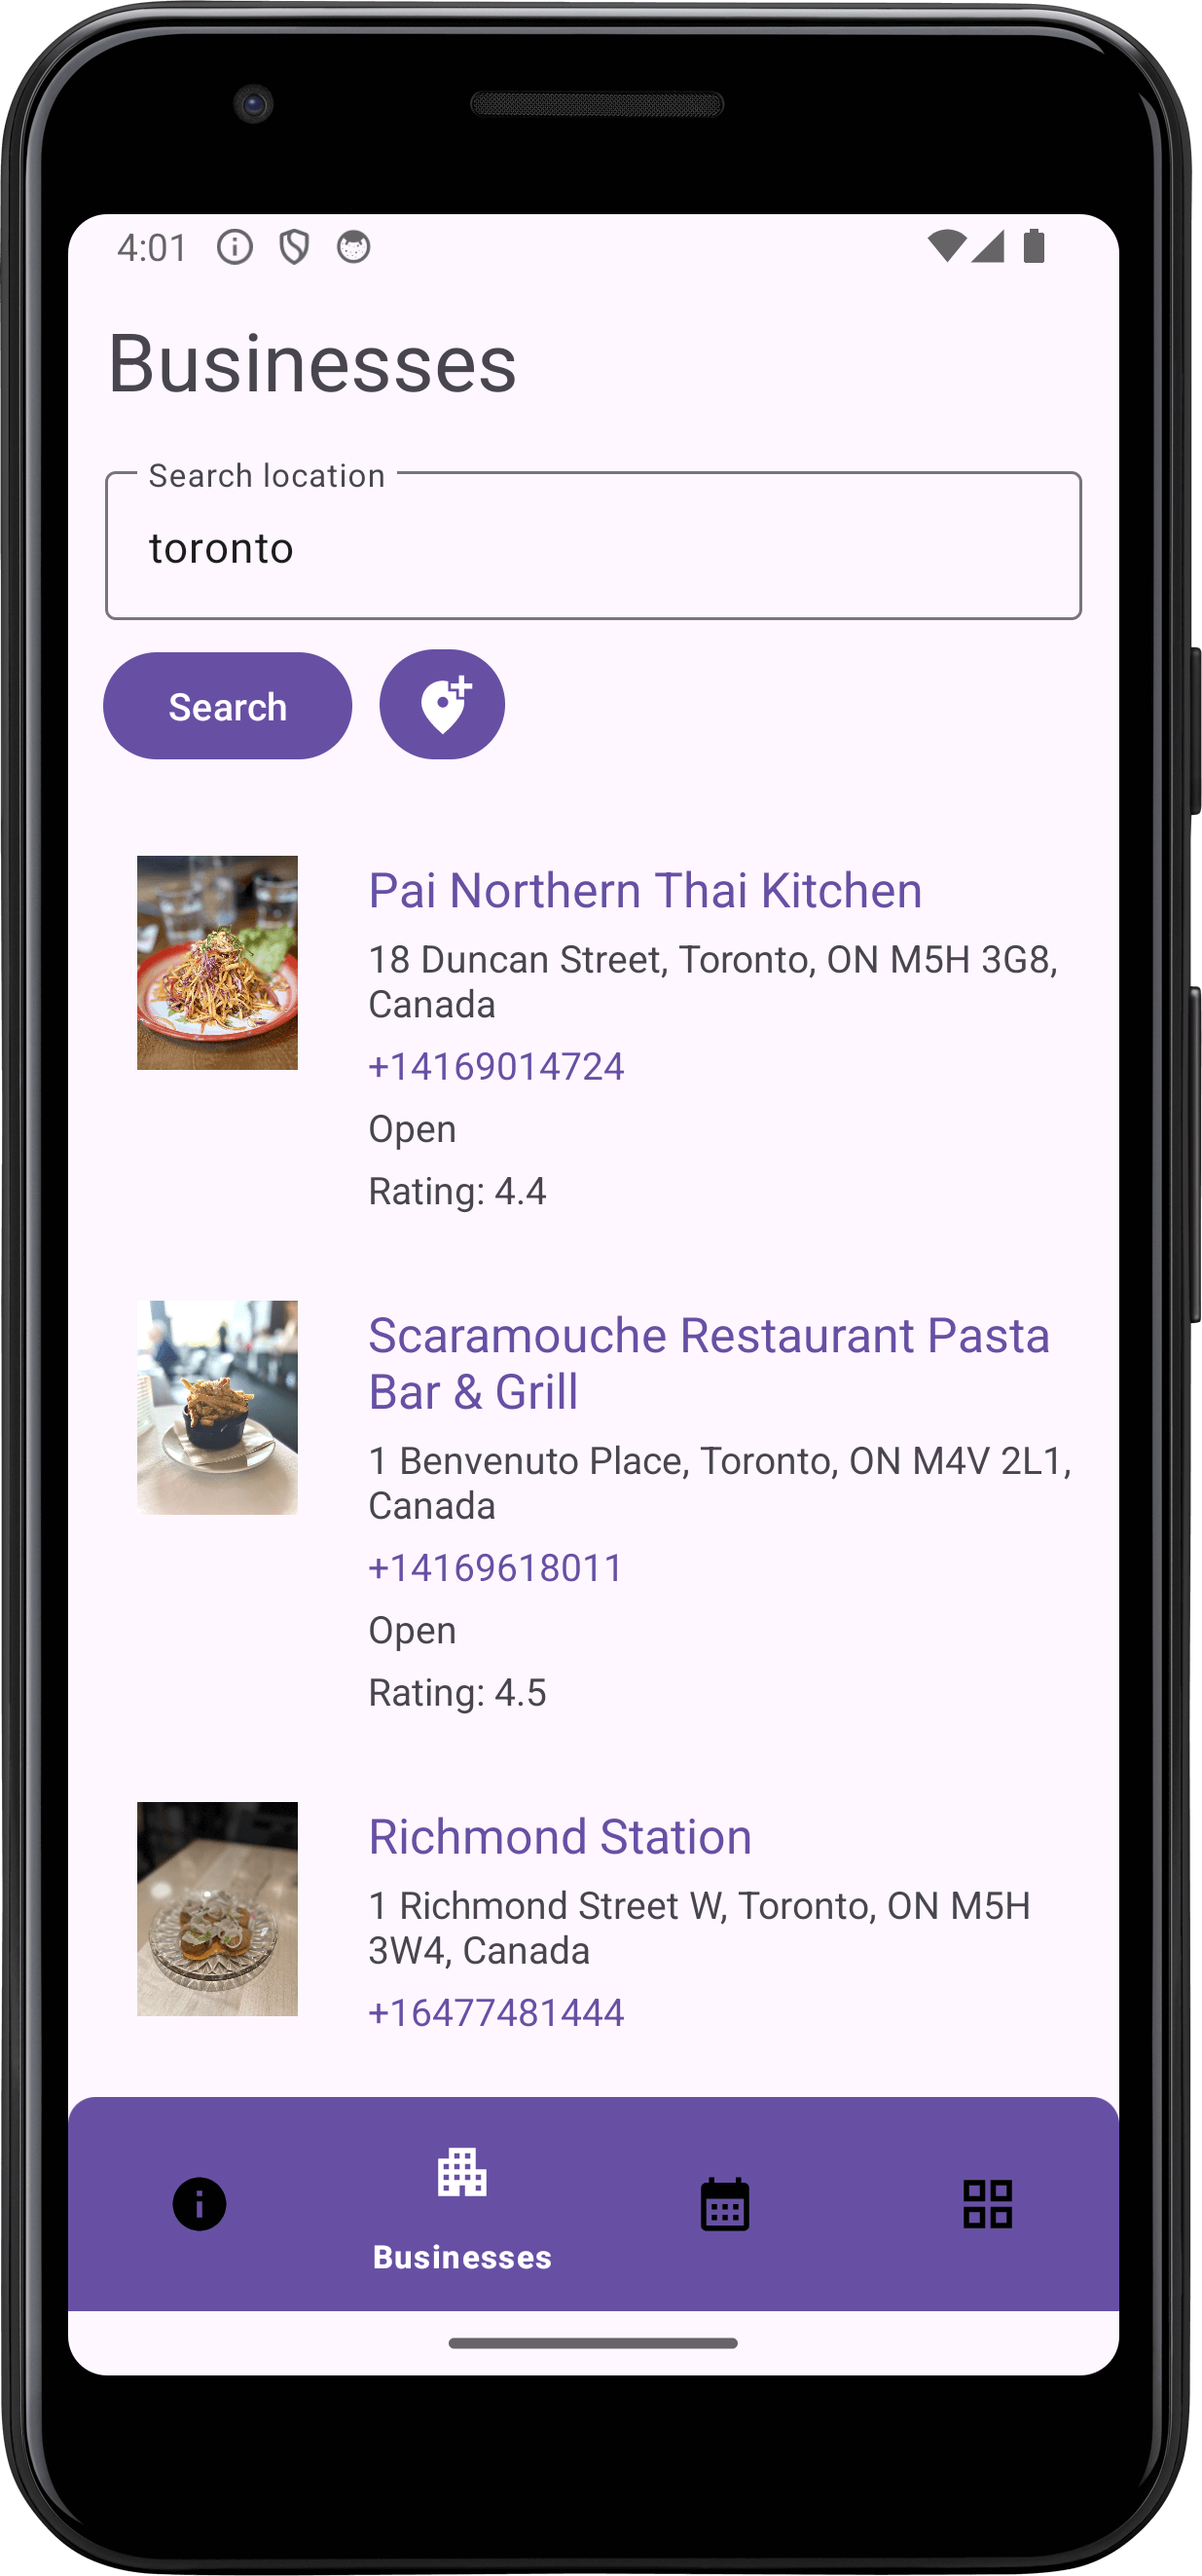 4:01
Businesses
Search location
toronto
Search
Pai Northern Thai Kitchen
18 Duncan Street, Toronto, ON M5H 3G8,
Canada
+14169014724
Open
Rating: 4.4
Scaramouche Restaurant Pasta
Bar & Grill
1 Benvenuto Place, Toronto, ON M4V 2L1,
Canada
+14169618011
Open
Rating: 4.5
Richmond Station
1 Richmond Street W, Toronto, ON M5H
3W4, Canada
+16477481444
Businesses